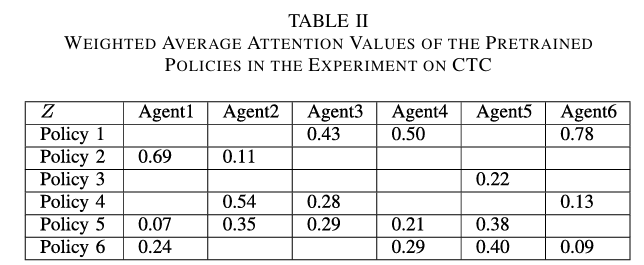 TABLE II
WEIGHTED AVERAGE ATTENTION VALUES OF THE PRETRAINED
POLICIES IN THE EXPERIMENT ON CTC
Z Agent1 Agent2 Agent3 Agent4 Agent5 Agent6
Policy 1 0.43 0.50 0.78
Policy 2 0.69 0.11
Policy 3 0.22
Policy 4 0.54 0.28 0.13
Policy 5 0.07 0.35 0.29 0.21 0.38
Policy 6 0.24 0.29 0.40 0.09